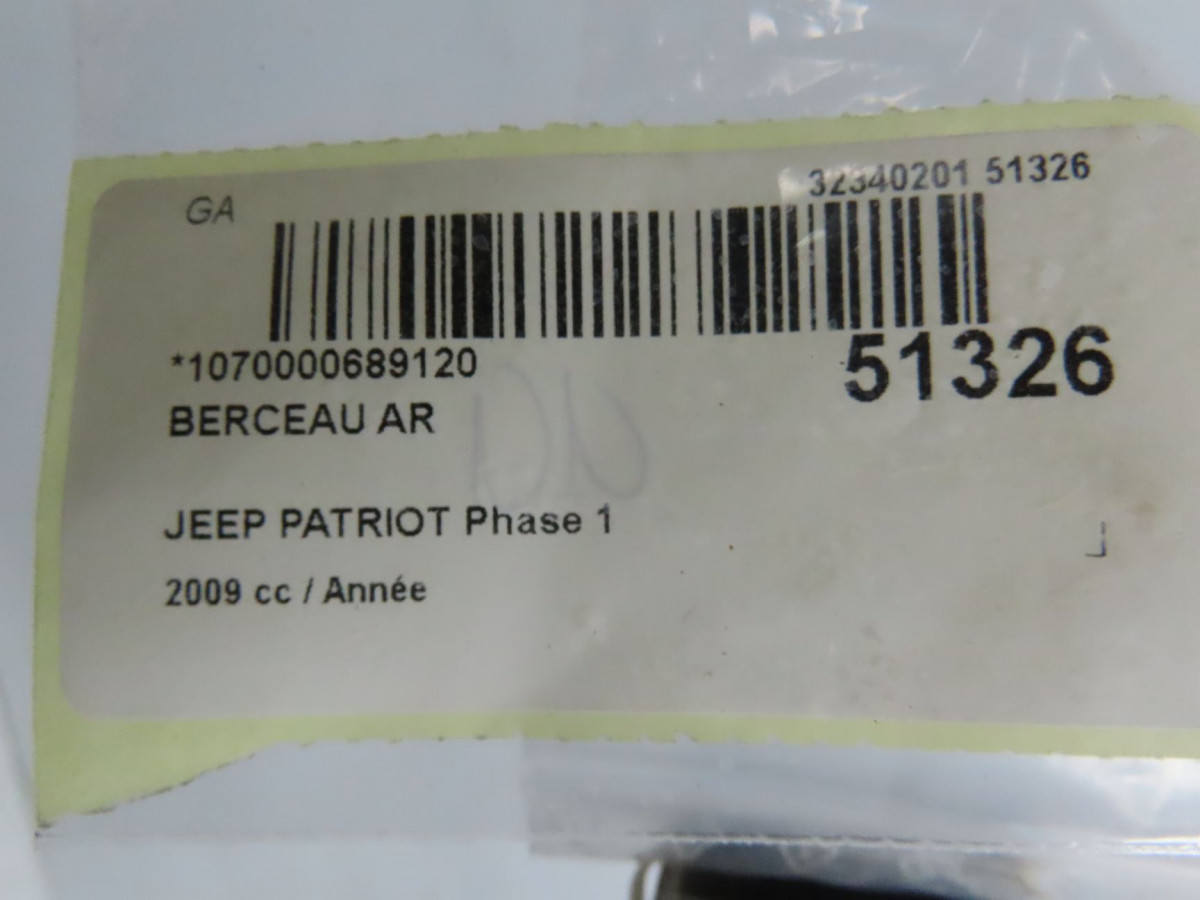 GA
32340201 51326
*1070000689120
51326
BERCEAU AR
JEEP PATRIOT Phase 1
2009 cc / Année